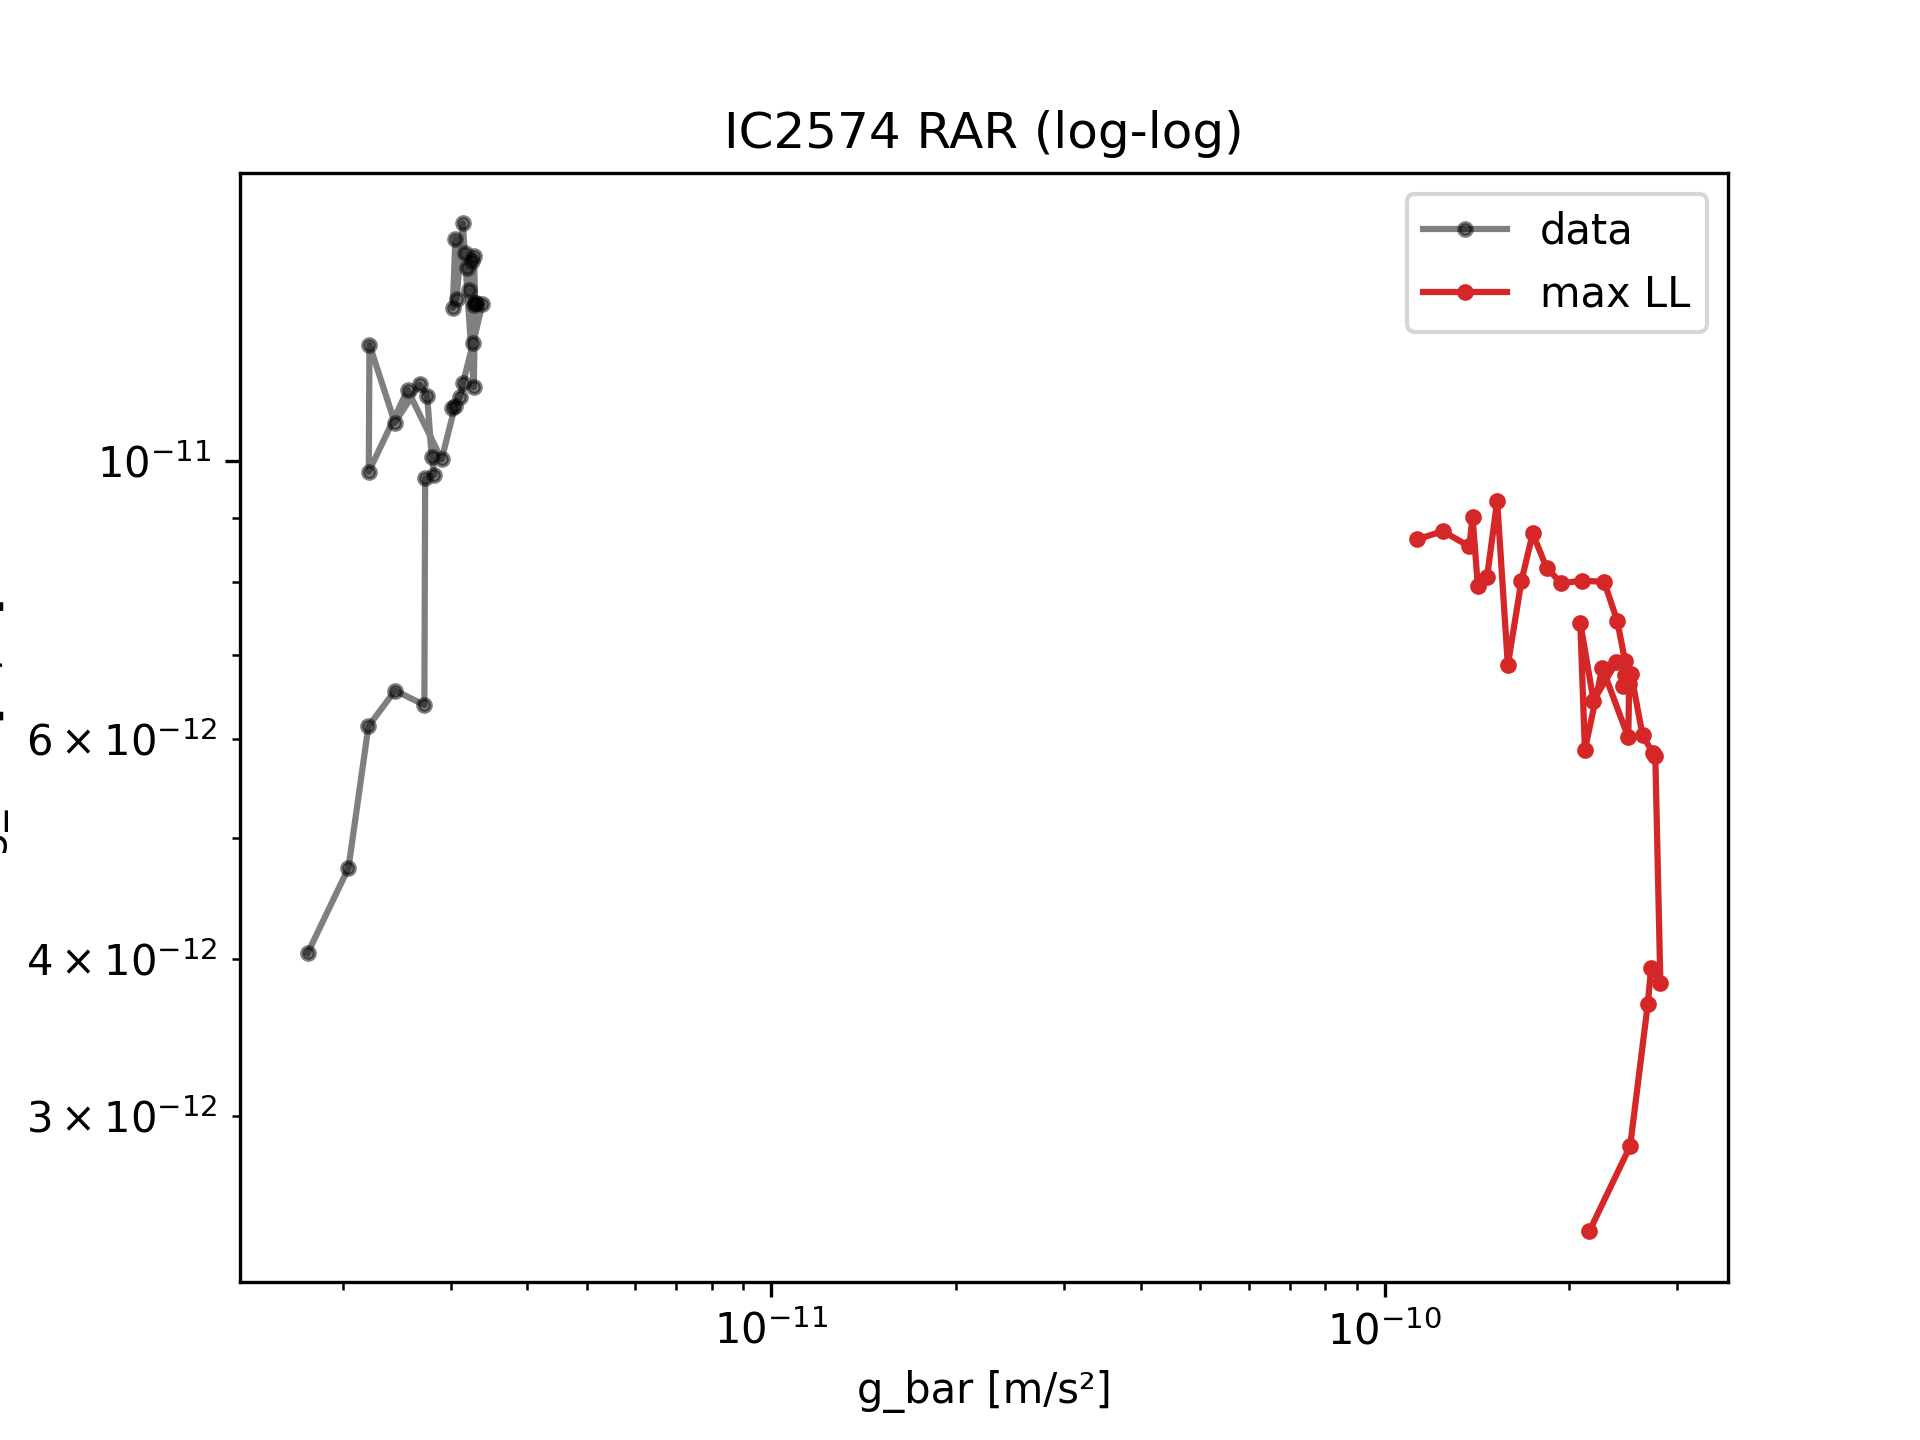 IC2574 RAR (log-log)
data
max LL
10⁻¹¹
6 × 10⁻¹²
4 × 10⁻¹²
3 × 10⁻¹²
10⁻¹¹
10⁻¹⁰
g_bar [m/s²]